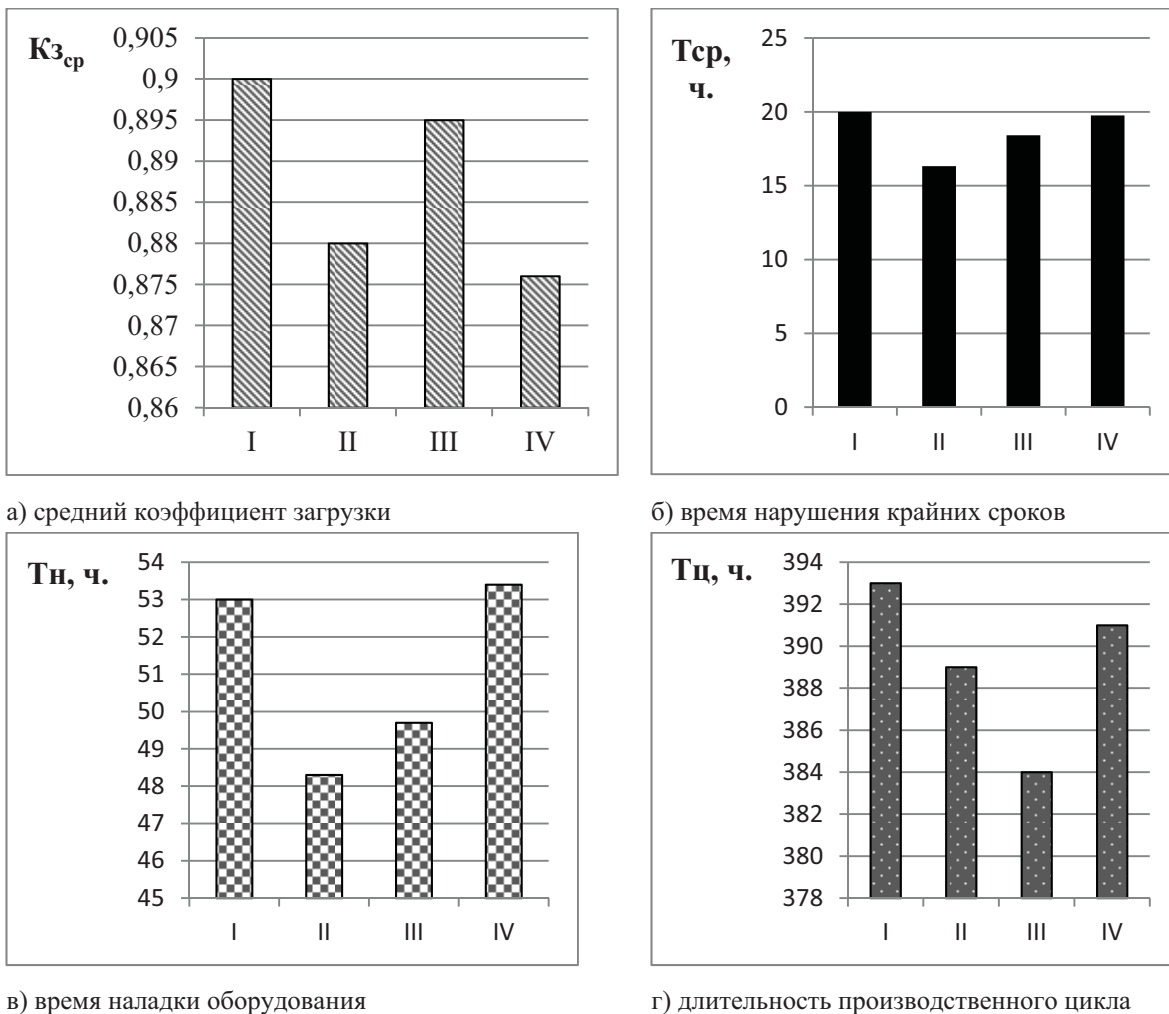 Кз_ср
0,905
0,9
0,895
0,89
0,885
0,88
0,875
0,87
0,865
0,86
I II III IV
а) средний коэффициент загрузки
Тср,
ч.
25
20
15
10
5
0
I II III IV
б) время нарушения крайних сроков
Тн, ч.
54
53
52
51
50
49
48
47
46
45
I II III IV
в) время наладки оборудования
Тц, ч.
394
392
390
388
386
384
382
380
378
I II III IV
г) длительность производственного цикла